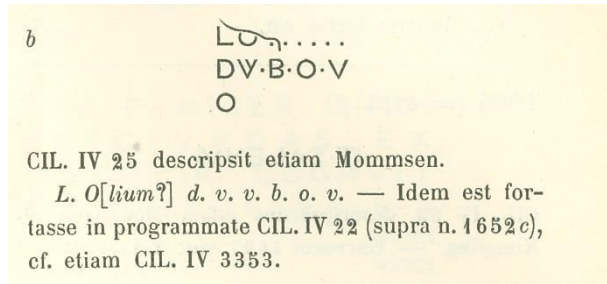 b
LO.......
DV·B·O·V
O
CIL. IV 25 descripsit etiam Mommsen.
L. O[lium?] d. v. v. b. o. v. — Idem est for-
tasse in programmate CIL. IV 22 (supra n. 1652c),
cf. etiam CIL. IV 3353.